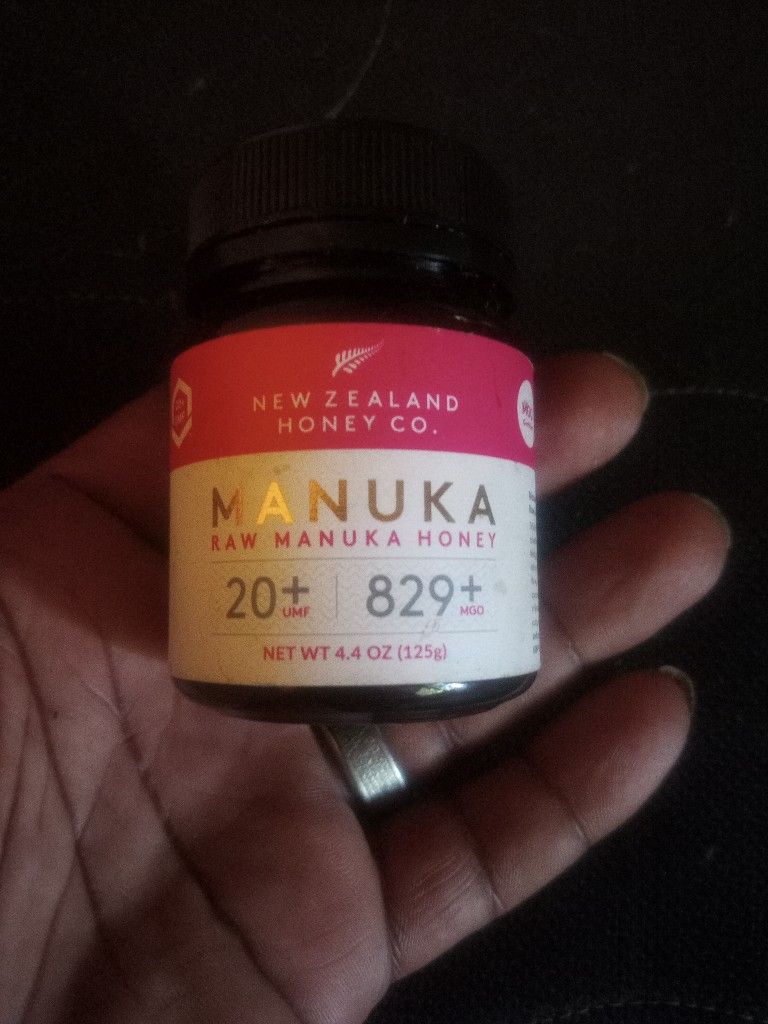 NEW ZEALAND
HONEY CO.
MANUKA
RAW MANUKA HONEY
20+ UMF | 829+ MGO
NET WT 4.4 OZ (125g)